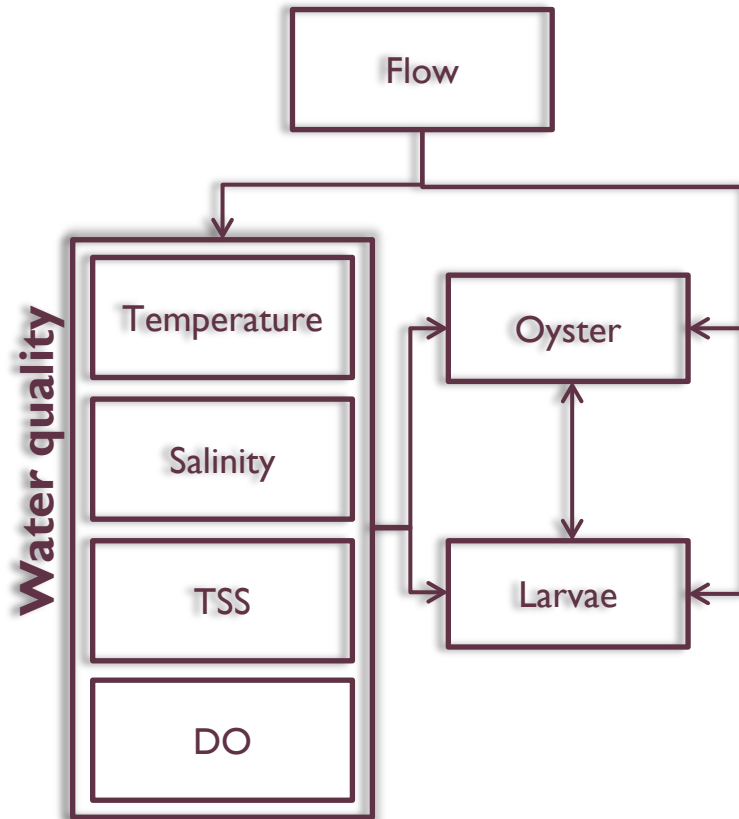 Flow
Water quality
Temperature
Salinity
TSS
DO
Oyster
Larvae